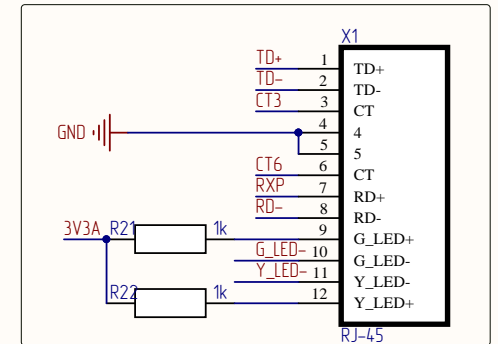 X1
TD+ 1 TD+
TD- 2 TD-
CT3 3 CT
GND 4 4
5 5
CT6 6 CT
RXP 7 RD+
RD- 8 RD-
3V3A R21 1k 9 G_LED+
G_LED- 10 G_LED-
Y_LED- 11 Y_LED-
R22 1k 12 Y_LED+
RJ-45